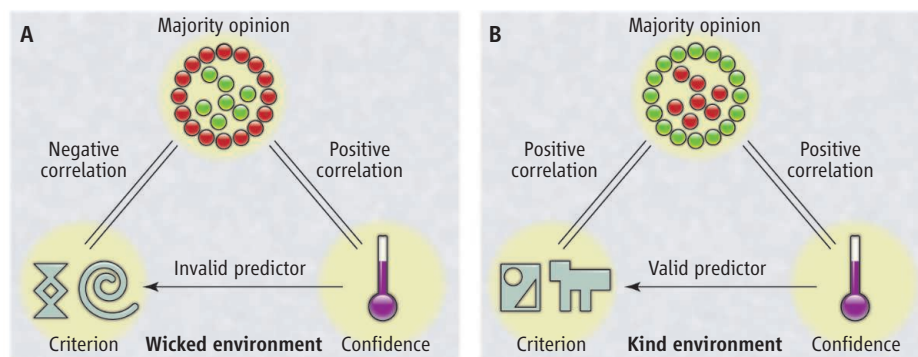 A
Majority opinion
Negative
correlation
Positive
correlation
Invalid predictor
Criterion
Wicked environment
Confidence
B
Majority opinion
Positive
correlation
Positive
correlation
Valid predictor
Criterion
Kind environment
Confidence